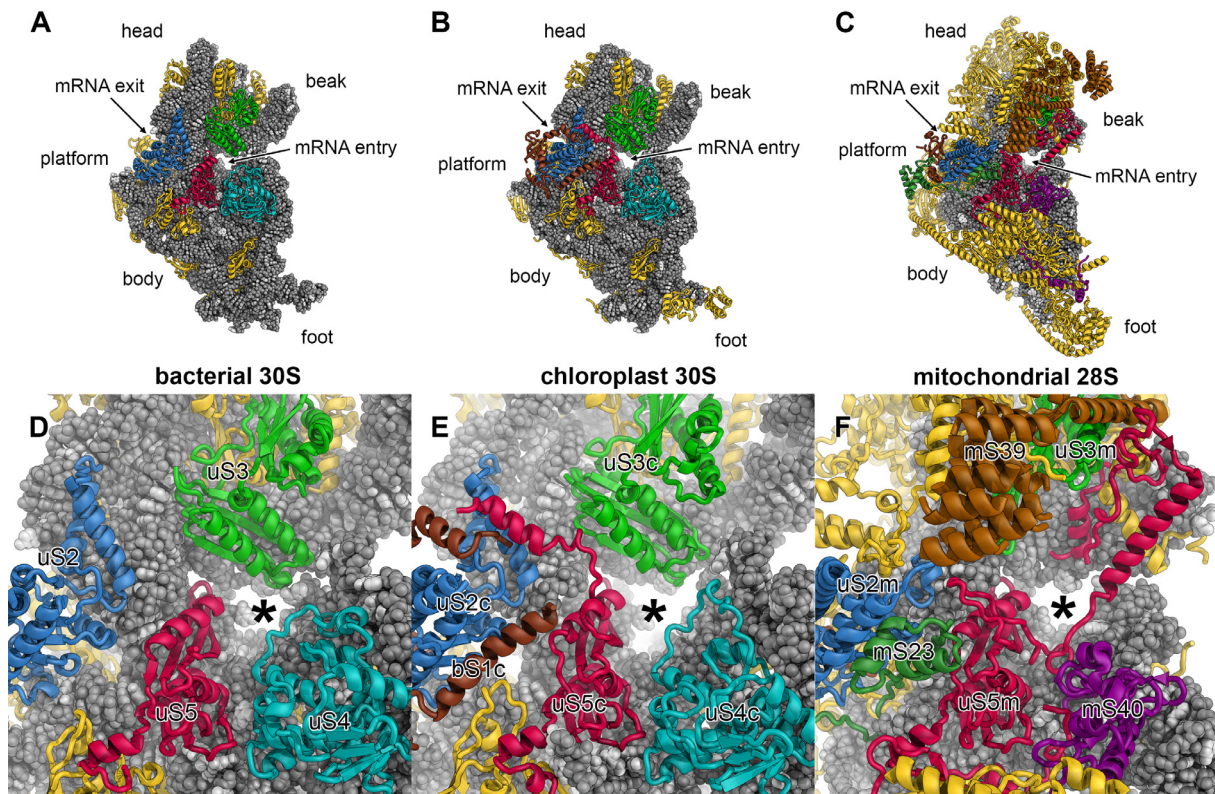 A
head
mRNA exit
beak
platform
mRNA entry
body
foot
bacterial 30S
B
head
mRNA exit
beak
platform
mRNA entry
body
foot
chloroplast 30S
C
head
mRNA exit
beak
platform
mRNA entry
body
foot
mitochondrial 28S
D
uS3
uS2
*
uS5
uS4
E
uS3c
uS2c
*
bS1c
uS5c
uS4c
F
mS39
uS3m
uS2m
*
mS23
uS5m
mS40